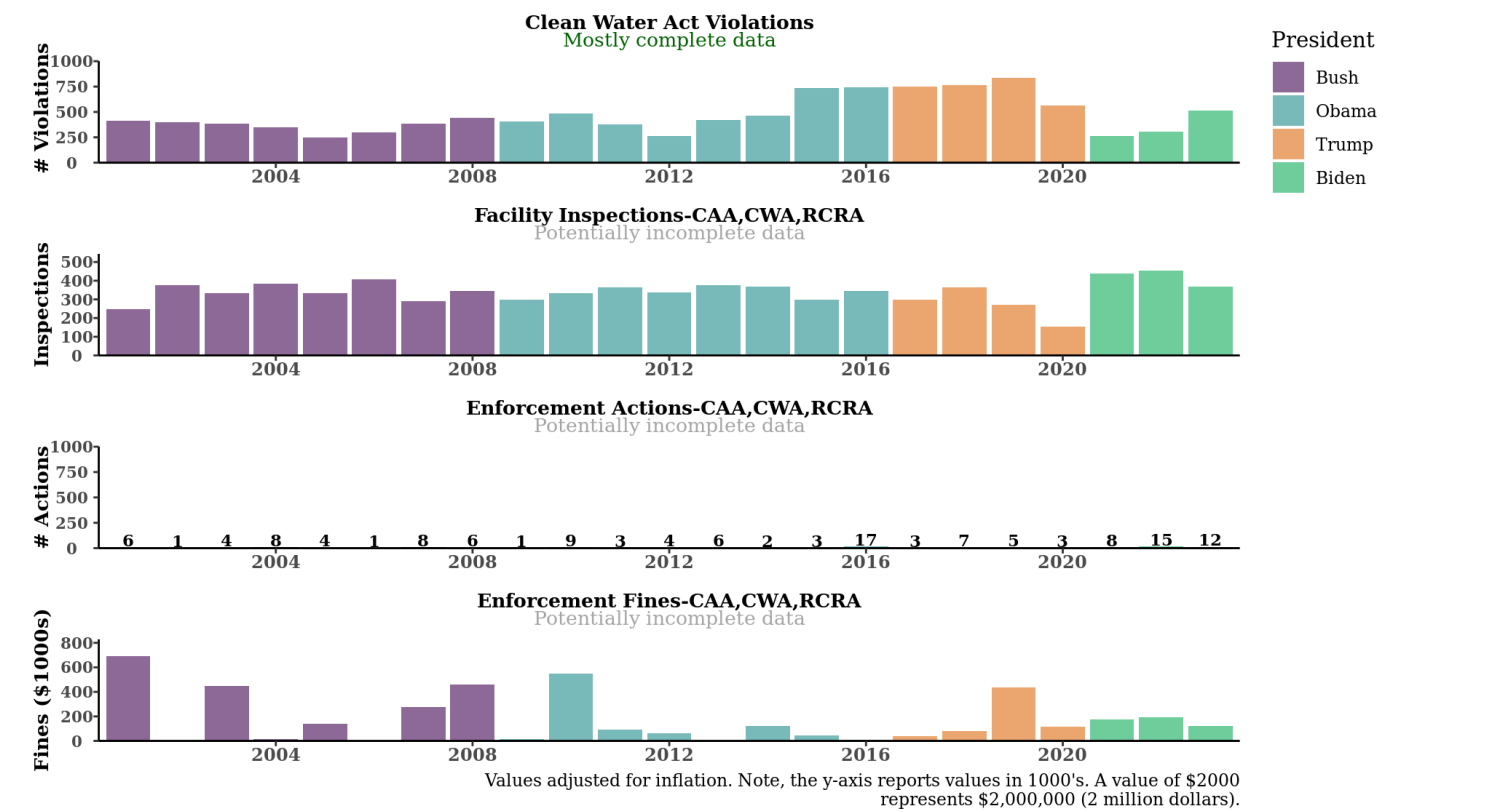 Clean Water Act Violations
Mostly complete data
# Violations
1000
750
500
250
0
2004 2008 2012 2016 2020
President
Bush
Obama
Trump
Biden
Facility Inspections-CAA,CWA,RCRA
Potentially incomplete data
Inspections
500
400
300
200
100
0
2004 2008 2012 2016 2020
Enforcement Actions-CAA,CWA,RCRA
Potentially incomplete data
# Actions
1000
750
500
250
0
6 1 4 8 4 1 8 6 1 9 3 4 6 2 3 17 3 7 5 3 8 15 12
2004 2008 2012 2016 2020
Enforcement Fines-CAA,CWA,RCRA
Potentially incomplete data
Fines ($1000s)
800
600
400
200
0
2004 2008 2012 2016 2020
Values adjusted for inflation. Note, the y-axis reports values in 1000's. A value of $2000
represents $2,000,000 (2 million dollars).